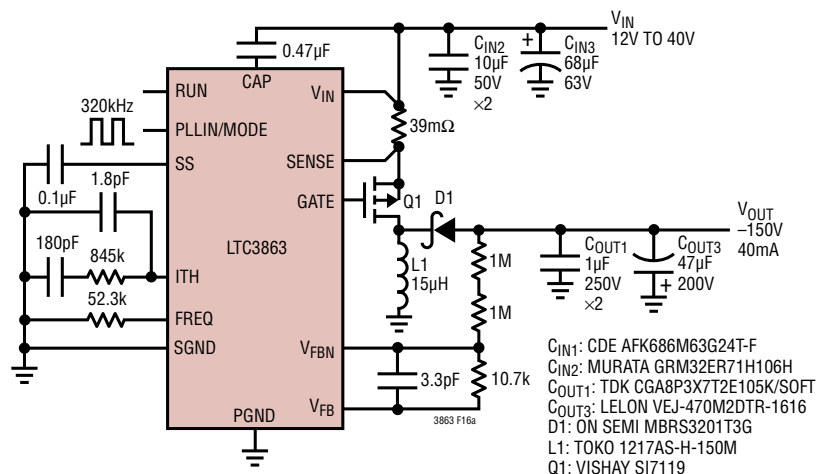 V_IN
12V TO 40V
0.47µF
C_IN2
10µF
50V
×2
+
C_IN3
68µF
63V
CAP
RUN
V_IN
320kHz
39mΩ
PLLIN/MODE
SENSE
SS
0.1µF
1.8pF
GATE
Q1
D1
V_OUT
–150V
40mA
LTC3863
180pF
845k
ITH
L1
15µH
1M
C_OUT1
1µF
250V
×2
C_OUT3
47µF
+ 200V
52.3k
FREQ
1M
SGND
V_FBN
3.3pF
10.7k
V_FB
PGND
3863 F16a
C_IN1: CDE AFK686M63G24T-F
C_IN2: MURATA GRM32ER71H106H
C_OUT1: TDK CGA8P3X7T2E105K/SOFT
C_OUT3: LELON VEJ-470M2DTR-1616
D1: ON SEMI MBRS3201T3G
L1: TOKO 1217AS-H-150M
Q1: VISHAY SI7119